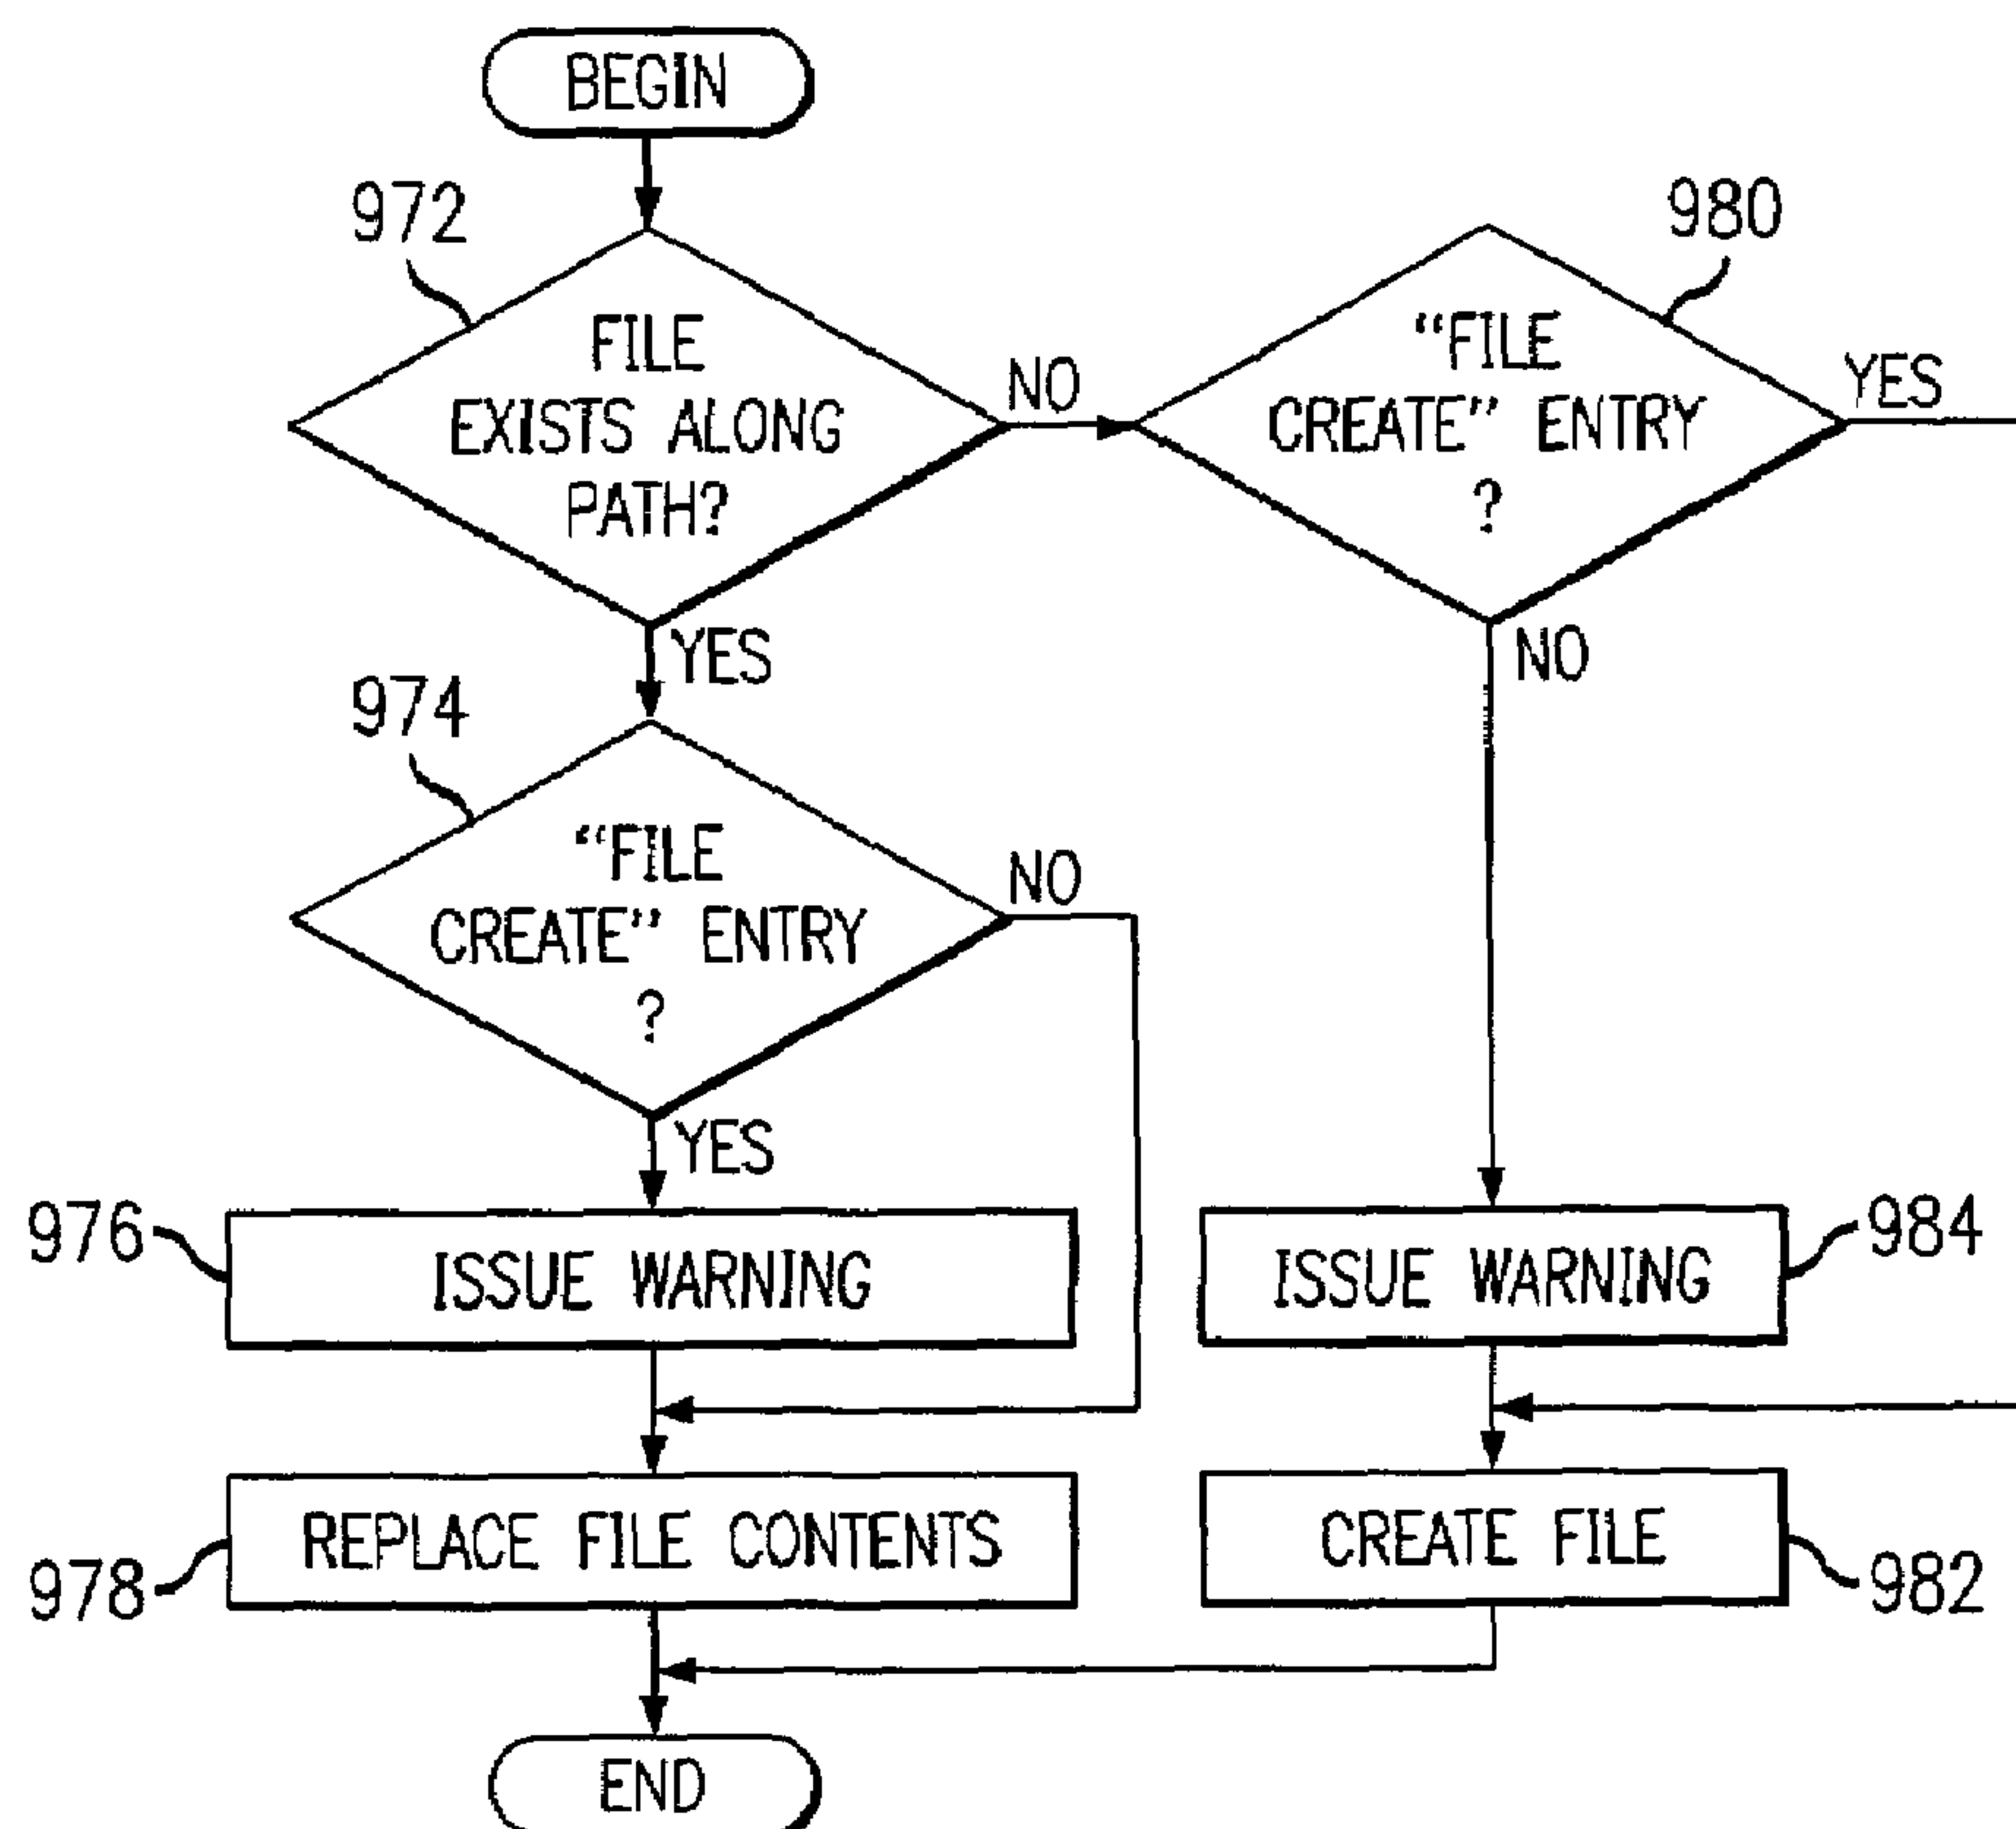 BEGIN
972
FILE
EXISTS ALONG
PATH?
NO
YES
980
“FILE
CREATE” ENTRY
?
YES
NO
974
“FILE
CREATE” ENTRY
?
NO
YES
976
ISSUE WARNING
ISSUE WARNING
984
REPLACE FILE CONTENTS
978
CREATE FILE
982
END